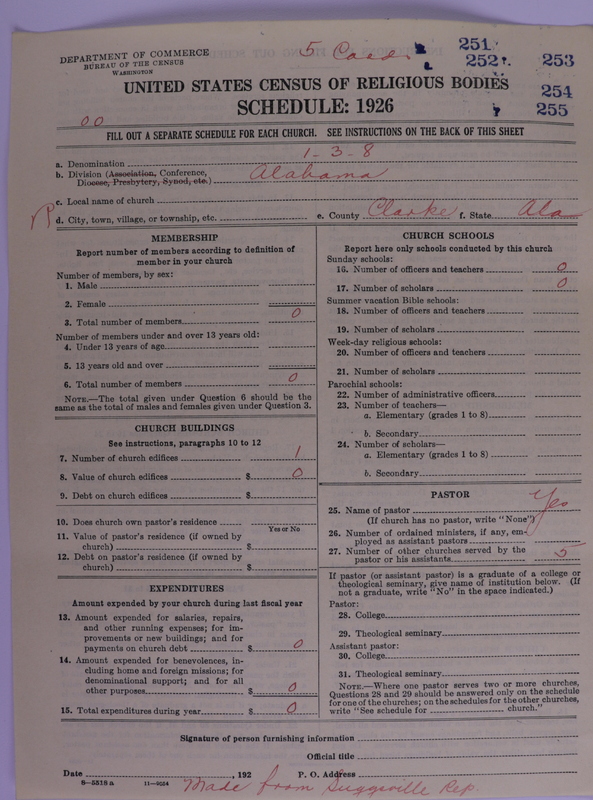 DEPARTMENT OF COMMERCE
BUREAU OF THE CENSUS
WASHINGTON
5 Cards
251
252
253
254
255
UNITED STATES CENSUS OF RELIGIOUS BODIES
SCHEDULE: 1926
00
FILL OUT A SEPARATE SCHEDULE FOR EACH CHURCH. SEE INSTRUCTIONS ON THE BACK OF THIS SHEET
a. Denomination 1-3-8
b. Division (Association, Conference, Diocese, Presbytery, Synod, etc.) Alabama
c. Local name of church
R
d. City, town, village, or township, etc. e. County Clarke f. State Ala
MEMBERSHIP
Report number of members according to definition of
member in your church
Number of members, by sex:
1. Male
2. Female
3. Total number of members 0
Number of members under and over 13 years old:
4. Under 13 years of age
5. 13 years old and over
6. Total number of members 0
NOTE.—The total given under Question 6 should be the
same as the total of males and females given under Question 3.
CHURCH BUILDINGS
See instructions, paragraphs 10 to 12
7. Number of church edifices 1
8. Value of church edifices $ 0
9. Debt on church edifices $
10. Does church own pastor's residence
Yes or No
11. Value of pastor's residence (if owned by
church) $
12. Debt on pastor's residence (if owned by
church) $
EXPENDITURES
Amount expended by your church during last fiscal year
13. Amount expended for salaries, repairs,
and other running expenses; for im-
provements or new buildings; and for
payments on church debt $ 0
14. Amount expended for benevolences, in-
cluding home and foreign missions; for
denominational support; and for all
other purposes $ 0
15. Total expenditures during year $ 0
CHURCH SCHOOLS
Report here only schools conducted by this church
Sunday schools:
16. Number of officers and teachers 0
17. Number of scholars 0
Summer vacation Bible schools:
18. Number of officers and teachers
19. Number of scholars
Week-day religious schools:
20. Number of officers and teachers
21. Number of scholars
Parochial schools:
22. Number of administrative officers
23. Number of teachers—
a. Elementary (grades 1 to 8)
b. Secondary
24. Number of scholars—
a. Elementary (grades 1 to 8)
b. Secondary
PASTOR
25. Name of pastor Yes
(If church has no pastor, write "None")
26. Number of ordained ministers, if any, em-
ployed as assistant pastors
27. Number of other churches served by the
pastor or his assistants 5
If pastor (or assistant pastor) is a graduate of a college or
theological seminary, give name of institution below. (If
not a graduate, write "No" in the space indicated.)
Pastor:
28. College
29. Theological seminary
Assistant pastor:
30. College
31. Theological seminary
NOTE.—Where one pastor serves two or more churches,
Questions 28 and 29 should be answered only on the schedule
for one of the churches; on the schedules for the other churches,
write "See schedule for church."
Signature of person furnishing information
Official title
Date , 192 P. O. Address
8—5518 a 11—9054
Made from Suggsville Rep.